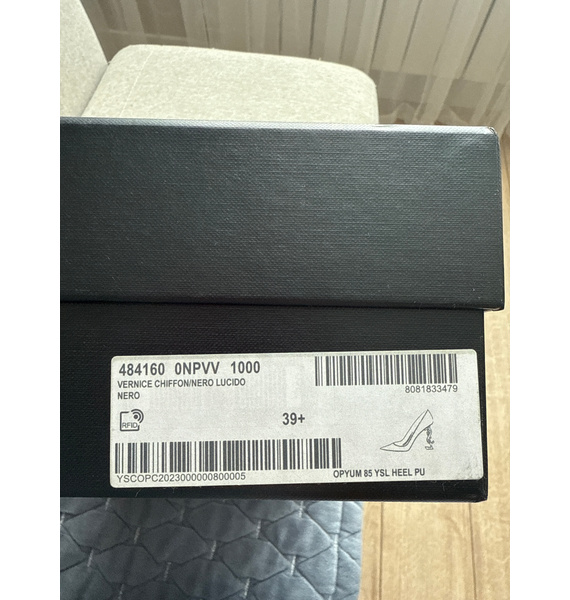 484160 0NPVV 1000
VERNICE CHIFFON/NERO LUCIDO
NERO
8081833479
RFID
39+
YSCOPC2023000000800005
OPYUM 85 YSL HEEL PU